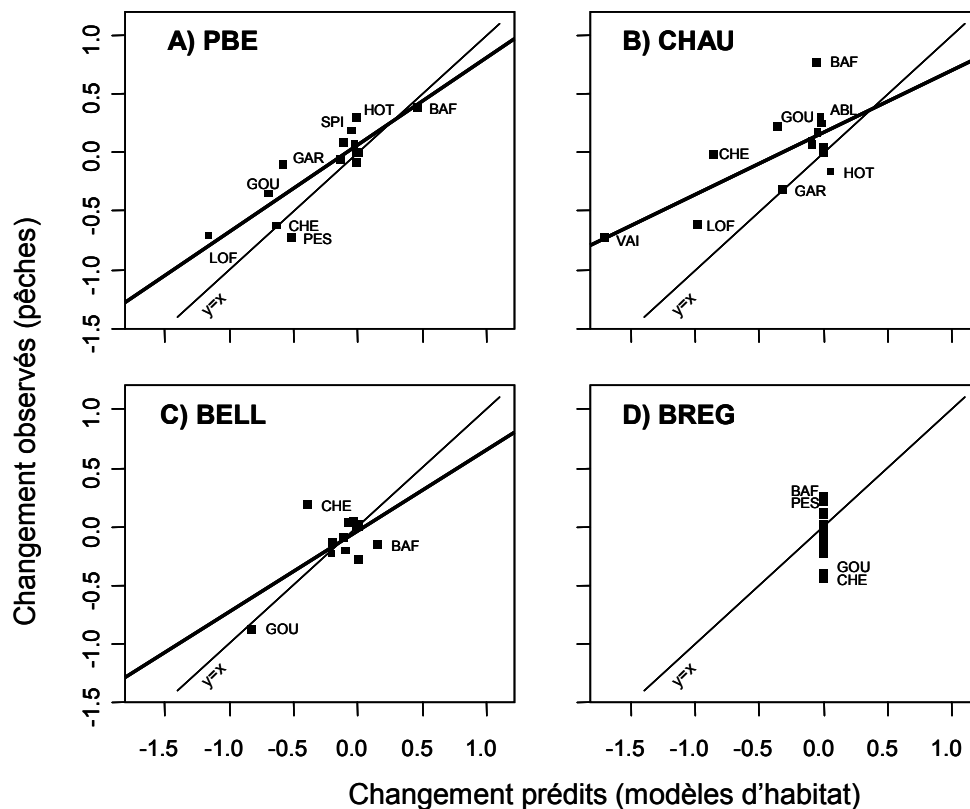 A) PBE
HOT
BAF
SPI
GAR
GOU
CHE
PES
LOF
y=x
1.0
0.5
0.0
-0.5
-1.0
-1.5
B) CHAU
BAF
GOU
ABL
CHE
HOT
GAR
LOF
VAI
y=x
C) BELL
CHE
BAF
GOU
y=x
1.0
0.5
0.0
-0.5
-1.0
-1.5
-1.5
-1.0
-0.5
0.0
0.5
1.0
D) BREG
BAF
PES
GOU
CHE
y=x
-1.5
-1.0
-0.5
0.0
0.5
1.0
Changement observés (pêches)
Changement prédits (modèles d'habitat)